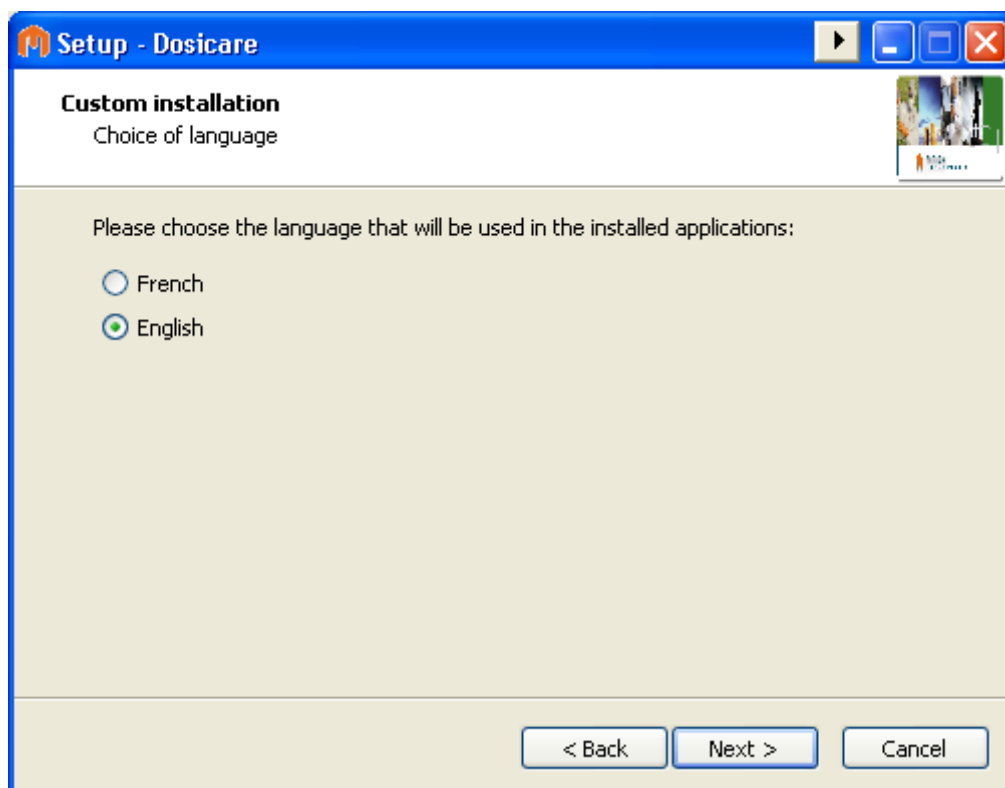 Setup - Dosicare
Custom installation
Choice of language
Please choose the language that will be used in the installed applications:
French
English
< Back
Next >
Cancel